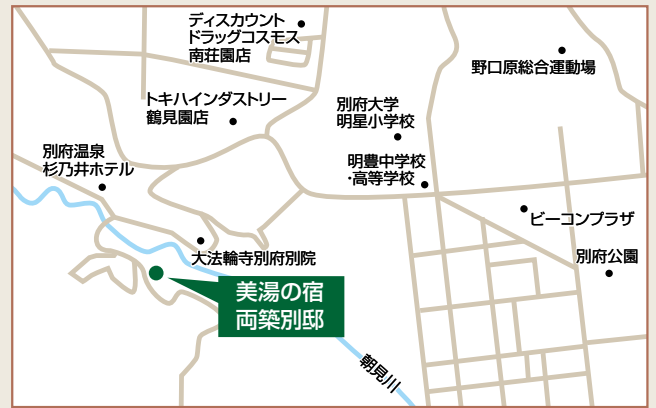 ディスカウント
ドラッグコスモス
南荘園店
野口原総合運動場
トキハインダストリー
鶴見園店
別府大学
明星小学校
別府温泉
杉乃井ホテル
明豊中学校
・高等学校
ビーコンプラザ
大法輪寺別府別院
別府公園
美湯の宿
両築別邸
朝見川